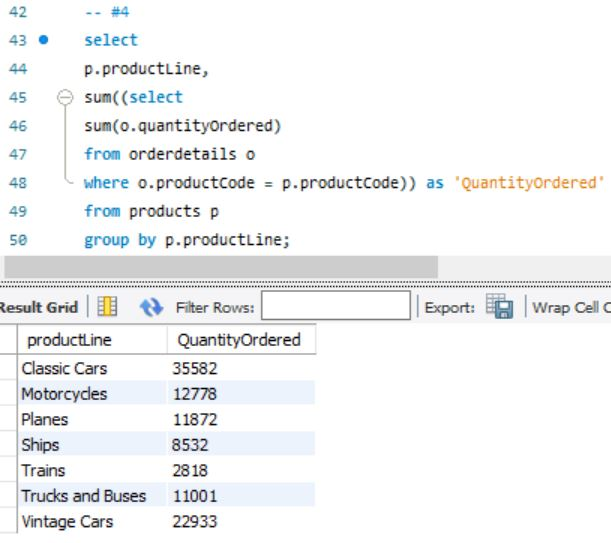 42 -- #4
43 select
44 p.productLine,
45 sum((select
46 sum(o.quantityOrdered)
47 from orderdetails o
48 where o.productCode = p.productCode)) as 'QuantityOrdered'
49 from products p
50 group by p.productLine;
Result Grid Filter Rows: Export: Wrap Cell C
productLine QuantityOrdered
Classic Cars 35582
Motorcycles 12778
Planes 11872
Ships 8532
Trains 2818
Trucks and Buses 11001
Vintage Cars 22933